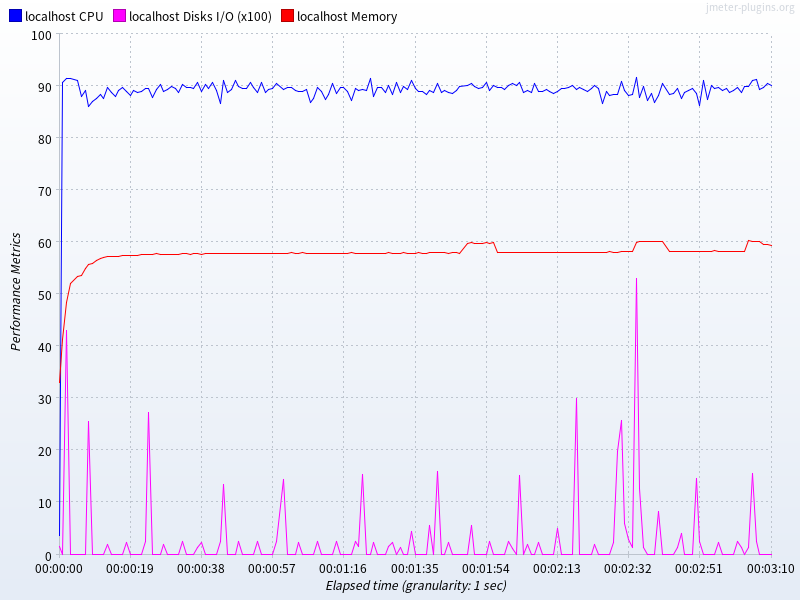 jmeter-plugins.org
localhost CPU localhost Disks I/O (x100) localhost Memory
100
90
80
70
60
50
40
30
20
10
0
Performance Metrics
00:00:00 00:00:19 00:00:38 00:00:57 00:01:16 00:01:35 00:01:54 00:02:13 00:02:32 00:02:51 00:03:10
Elapsed time (granularity: 1 sec)